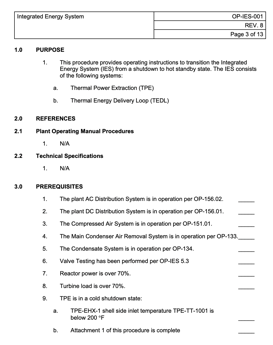 Integrated Energy System
OP-IES-001
REV. 8
Page 3 of 13
1.0 PURPOSE
1. This procedure provides operating instructions to transition the Integrated
Energy System (IES) from a shutdown to hot standby state. The IES consists
of the following systems:
a. Thermal Power Extraction (TPE)
b. Thermal Energy Delivery Loop (TEDL)
2.0 REFERENCES
2.1 Plant Operating Manual Procedures
1. N/A
2.2 Technical Specifications
1. N/A
3.0 PREREQUISITES
1. The plant AC Distribution System is in operation per OP-156.02.
2. The plant DC Distribution System is in operation per OP-156.01.
3. The Compressed Air System is in operation per OP-151.01.
4. The Main Condenser Air Removal System is in operation per OP-133.
5. The Condensate System is in operation per OP-134.
6. Valve Testing has been performed per OP-IES 5.3
7. Reactor power is over 70%.
8. Turbine load is over 70%.
9. TPE is in a cold shutdown state:
a. TPE-EHX-1 shell side inlet temperature TPE-TT-1001 is
below 200 °F
b. Attachment 1 of this procedure is complete